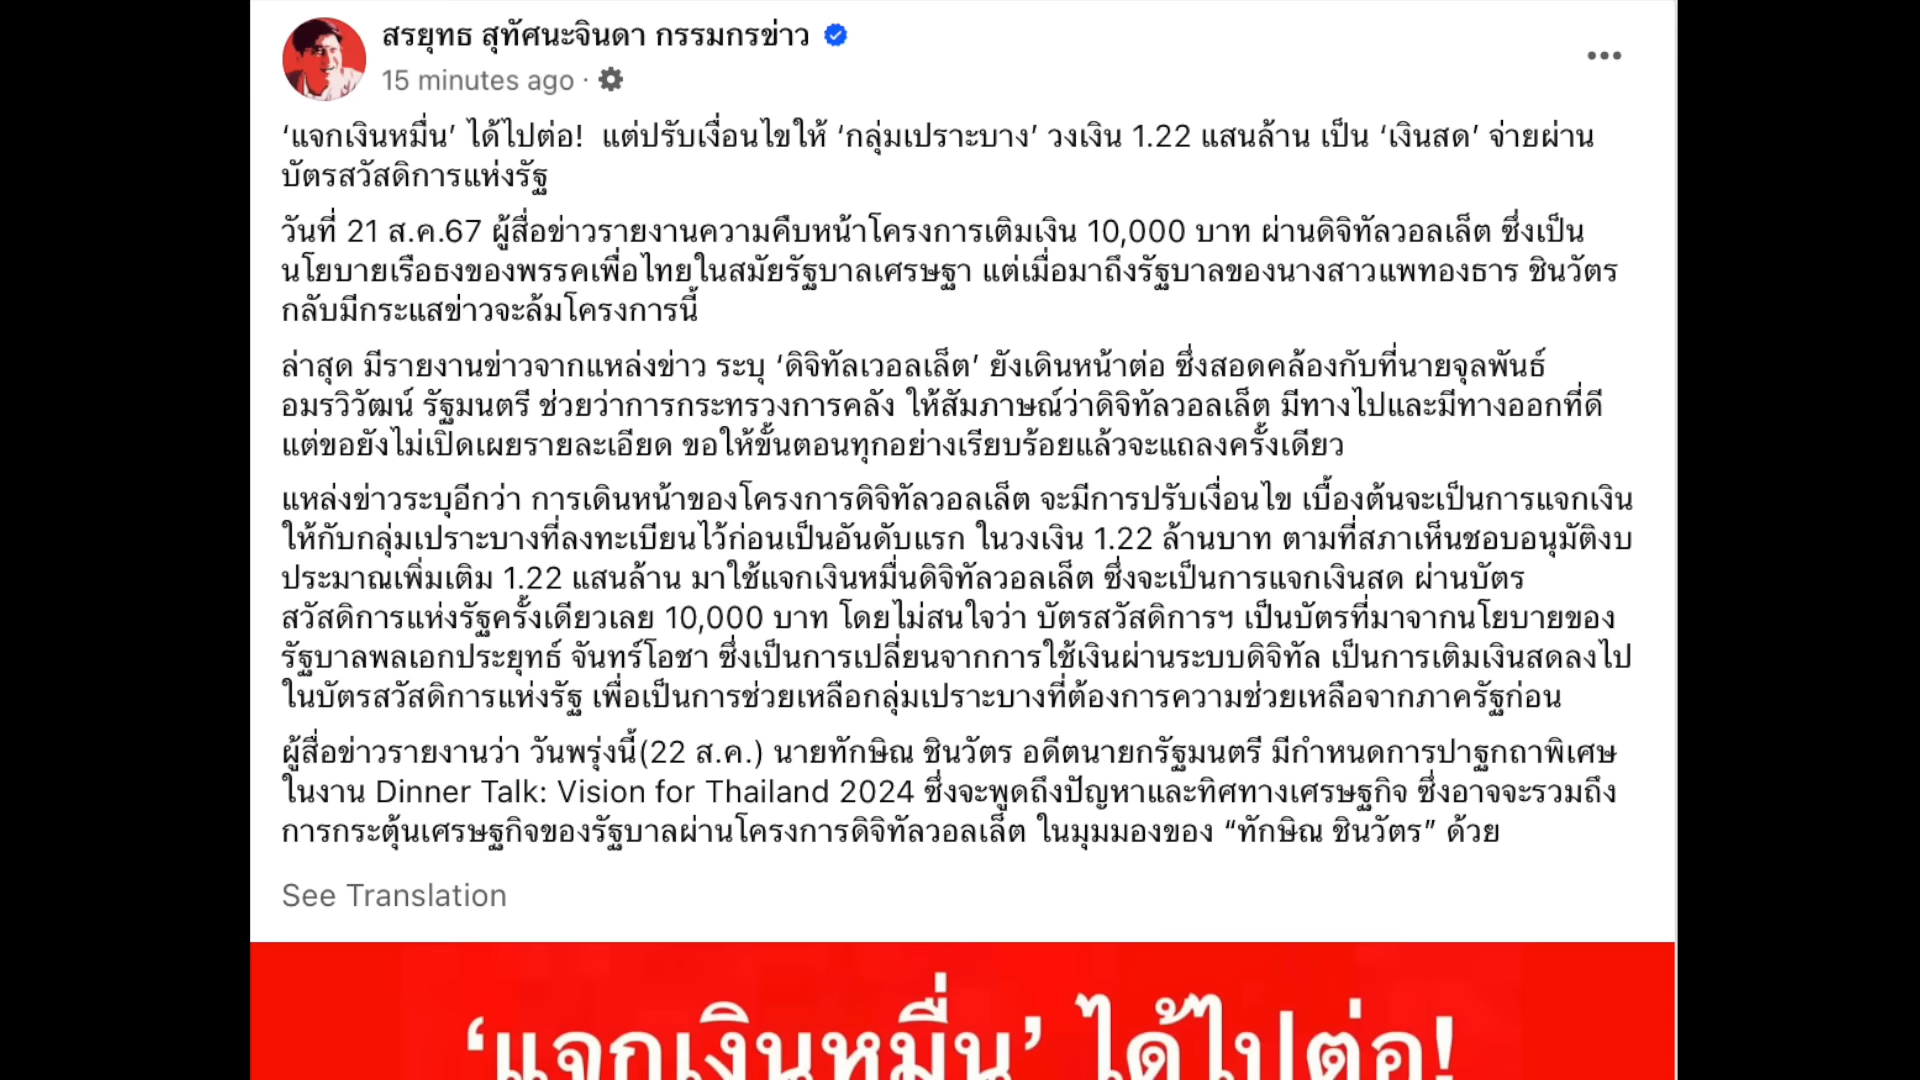 สรยุทธ สุทัศนะจินดา กรรมกรข่าว
15 minutes ago ·
‘แจกเงินหมื่น’ ได้ไปต่อ! แต่ปรับเงื่อนไขให้ ‘กลุ่มเปราะบาง’ วงเงิน 1.22 แสนล้าน เป็น ‘เงินสด’ จ่ายผ่าน
บัตรสวัสดิการแห่งรัฐ
วันที่ 21 ส.ค.67 ผู้สื่อข่าวรายงานความคืบหน้าโครงการเติมเงิน 10,000 บาท ผ่านดิจิทัลวอลเล็ต ซึ่งเป็น
นโยบายเรือธงของพรรคเพื่อไทยในสมัยรัฐบาลเศรษฐา แต่เมื่อมาถึงรัฐบาลของนางสาวแพทองธาร ชินวัตร
กลับมีกระแสข่าวจะล้มโครงการนี้
ล่าสุด มีรายงานข่าวจากแหล่งข่าว ระบุ ‘ดิจิทัลเวอลเล็ต’ ยังเดินหน้าต่อ ซึ่งสอดคล้องกับที่นายจุลพันธ์
อมรวิวัฒน์ รัฐมนตรี ช่วยว่าการกระทรวงการคลัง ให้สัมภาษณ์ว่าดิจิทัลวอลเล็ต มีทางไปและมีทางออกที่ดี
แต่ขอยังไม่เปิดเผยรายละเอียด ขอให้ขั้นตอนทุกอย่างเรียบร้อยแล้วจะแถลงครั้งเดียว
แหล่งข่าวระบุอีกว่า การเดินหน้าของโครงการดิจิทัลวอลเล็ต จะมีการปรับเงื่อนไข เบื้องต้นจะเป็นการแจกเงิน
ให้กับกลุ่มเปราะบางที่ลงทะเบียนไว้ก่อนเป็นอันดับแรก ในวงเงิน 1.22 ล้านบาท ตามที่สภาเห็นชอบอนุมัติงบ
ประมาณเพิ่มเติม 1.22 แสนล้าน มาใช้แจกเงินหมื่นดิจิทัลวอลเล็ต ซึ่งจะเป็นการแจกเงินสด ผ่านบัตร
สวัสดิการแห่งรัฐครั้งเดียวเลย 10,000 บาท โดยไม่สนใจว่า บัตรสวัสดิการฯ เป็นบัตรที่มาจากนโยบายของ
รัฐบาลพลเอกประยุทธ์ จันทร์โอชา ซึ่งเป็นการเปลี่ยนจากการใช้เงินผ่านระบบดิจิทัล เป็นการเติมเงินสดลงไป
ในบัตรสวัสดิการแห่งรัฐ เพื่อเป็นการช่วยเหลือกลุ่มเปราะบางที่ต้องการความช่วยเหลือจากภาครัฐก่อน
ผู้สื่อข่าวรายงานว่า วันพรุ่งนี้(22 ส.ค.) นายทักษิณ ชินวัตร อดีตนายกรัฐมนตรี มีกำหนดการปาฐกถาพิเศษ
ในงาน Dinner Talk: Vision for Thailand 2024 ซึ่งจะพูดถึงปัญหาและทิศทางเศรษฐกิจ ซึ่งอาจจะรวมถึง
การกระตุ้นเศรษฐกิจของรัฐบาลผ่านโครงการดิจิทัลวอลเล็ต ในมุมมองของ “ทักษิณ ชินวัตร” ด้วย
See Translation
‘แจกเงินหมื่น’ ได้ไปต่อ!